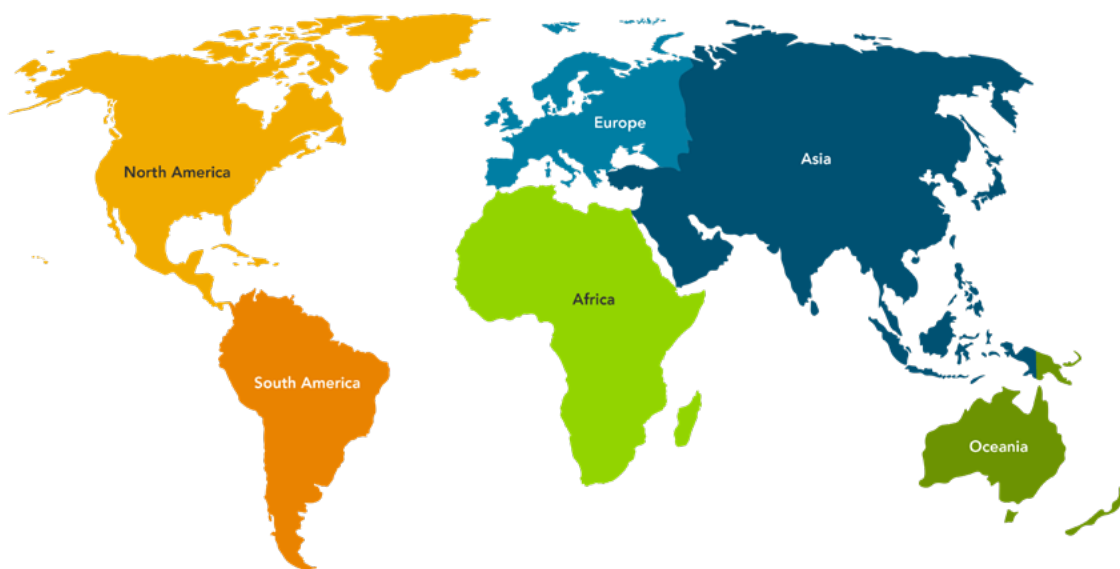 Europe
Asia
North America
Africa
South America
Oceania